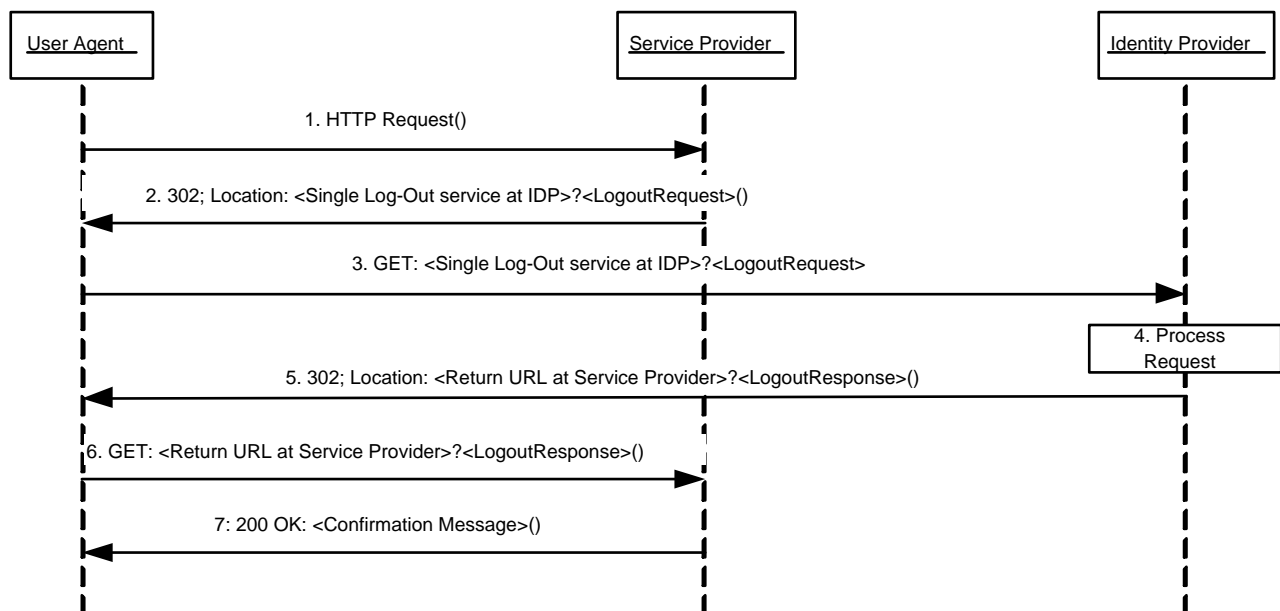 User Agent
Service Provider
Identity Provider
1. HTTP Request()
2. 302; Location: <Single Log-Out service at IDP>?<LogoutRequest>()
3. GET: <Single Log-Out service at IDP>?<LogoutRequest>
4. Process
Request
5. 302; Location: <Return URL at Service Provider>?<LogoutResponse>()
6. GET: <Return URL at Service Provider>?<LogoutResponse>()
7: 200 OK: <Confirmation Message>()